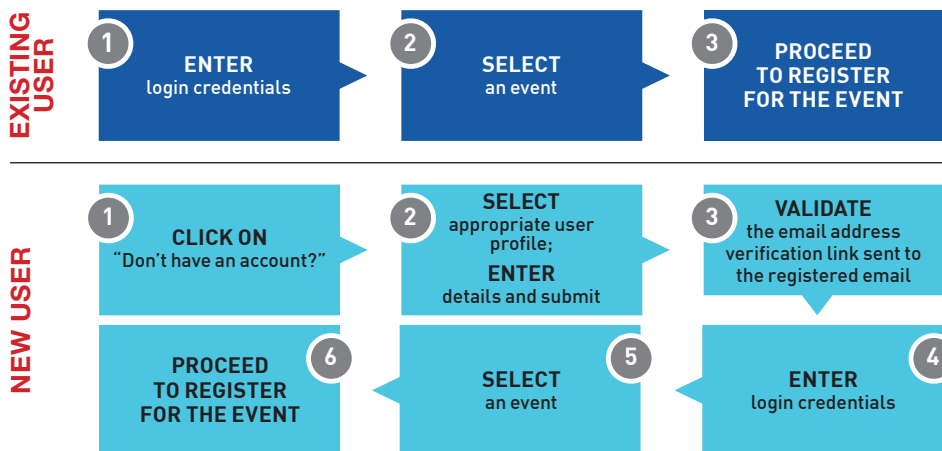 EXISTING
USER
1
ENTER
login credentials
2
SELECT
an event
3
PROCEED
TO REGISTER
FOR THE EVENT
NEW USER
1
CLICK ON
“Don’t have an account?”
2
SELECT
appropriate user
profile;
ENTER
details and submit
3
VALIDATE
the email address
verification link sent to
the registered email
4
ENTER
login credentials
5
SELECT
an event
6
PROCEED
TO REGISTER
FOR THE EVENT